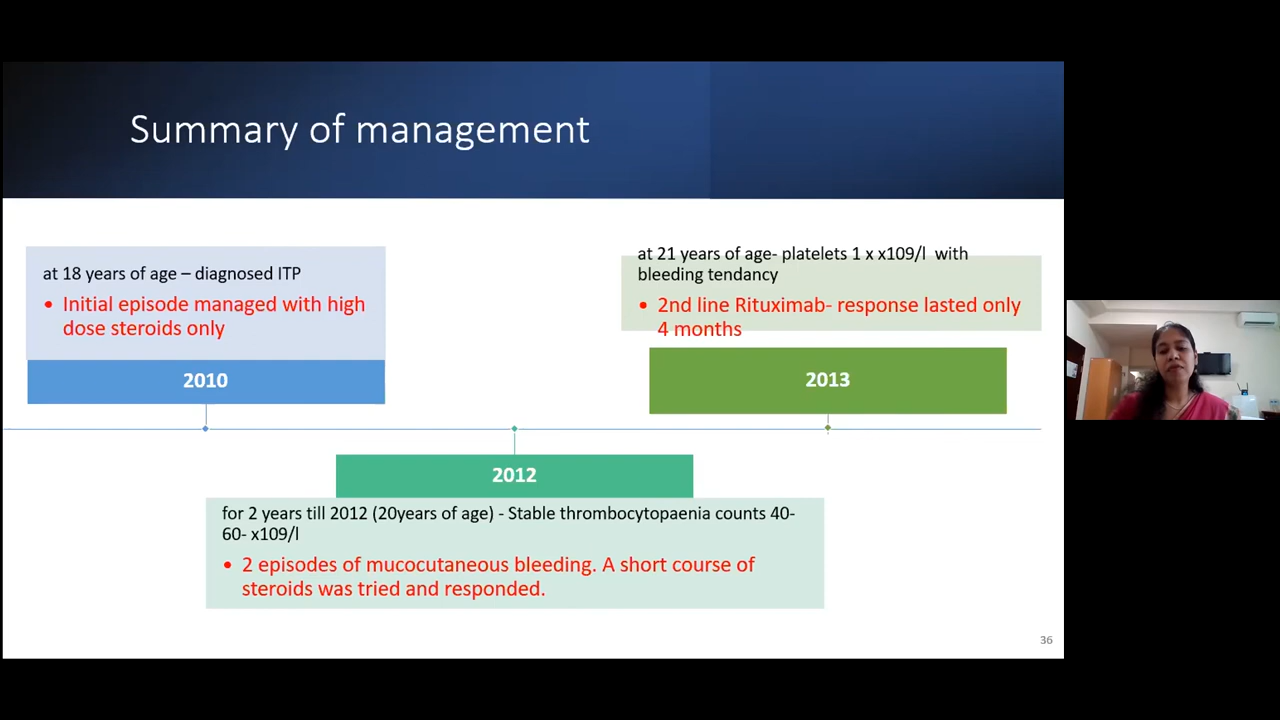 Summary of management
at 18 years of age – diagnosed ITP
• Initial episode managed with high
dose steroids only
2010
at 21 years of age- platelets 1 x x109/l  with
bleeding tendancy
• 2nd line Rituximab- response lasted only
4 months
2013
2012
for 2 years till 2012 (20years of age) - Stable thrombocytopaenia counts 40-
60- x109/l
• 2 episodes of mucocutaneous bleeding. A short course of
steroids was tried and responded.
36